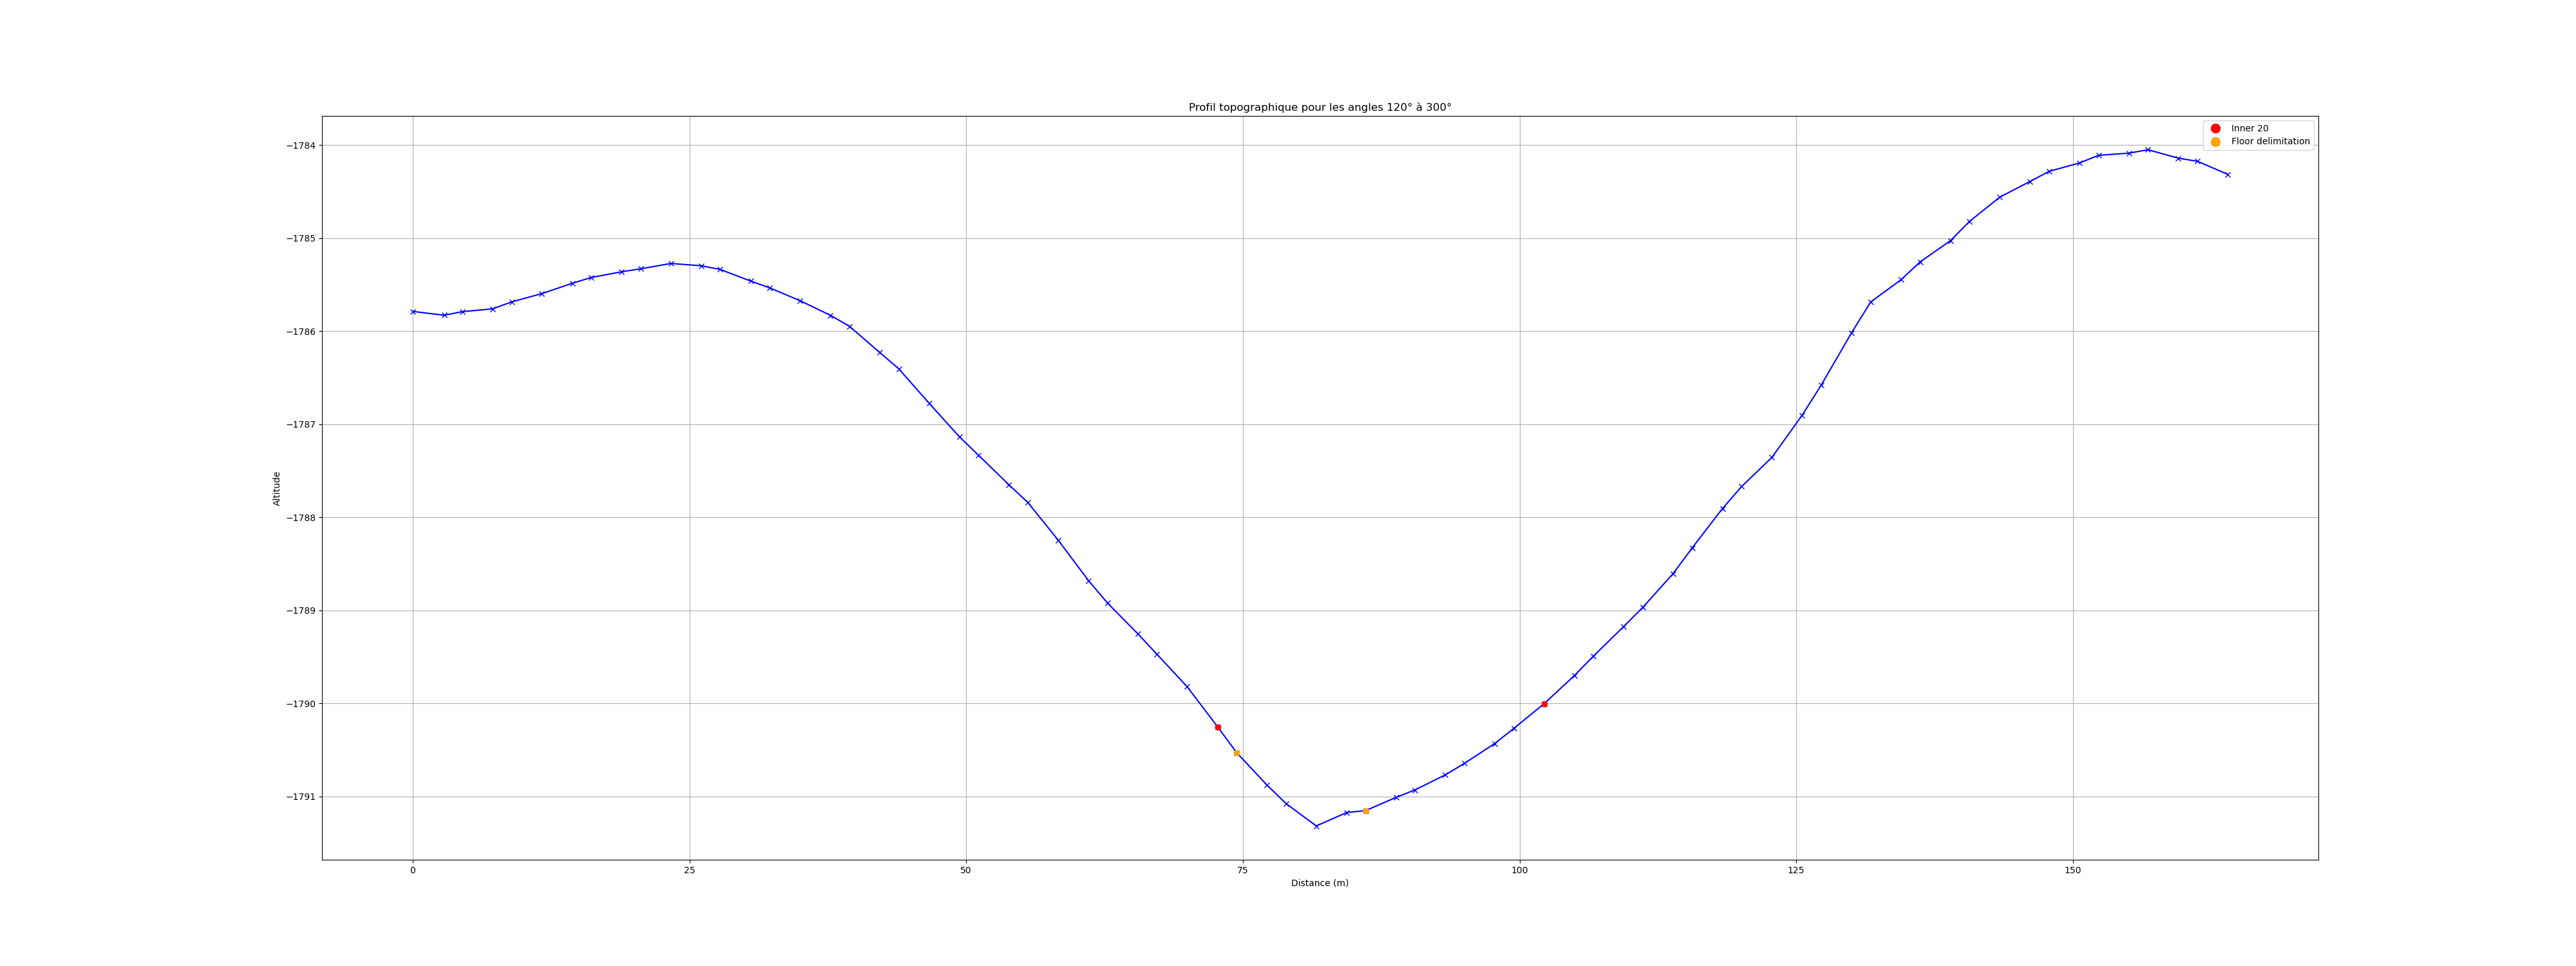 Profil topographique pour les angles 120° à 300°
Inner 20
Floor delimitation
−1784
−1785
−1786
−1787
−1788
−1789
−1790
−1791
Altitude
0 25 50 75 100 125 150
Distance (m)